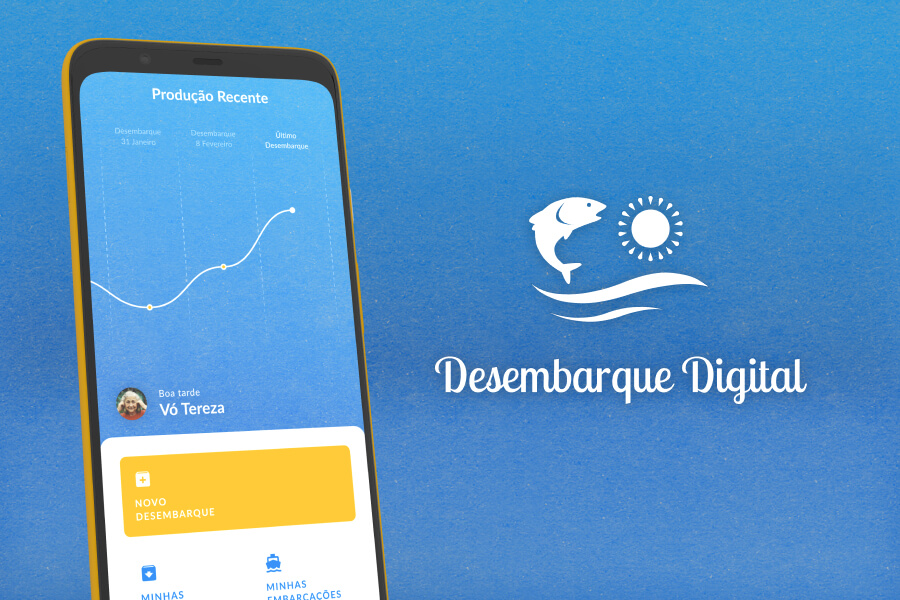 Produção Recente
Desembarque
31 Janeiro
Desembarque
8 Fevereiro
Último
Desembarque
Boa tarde
Vó Tereza
NOVO
DESEMBARQUE
MINHAS
MINHAS
EMBARCAÇÕES
Desembarque Digital